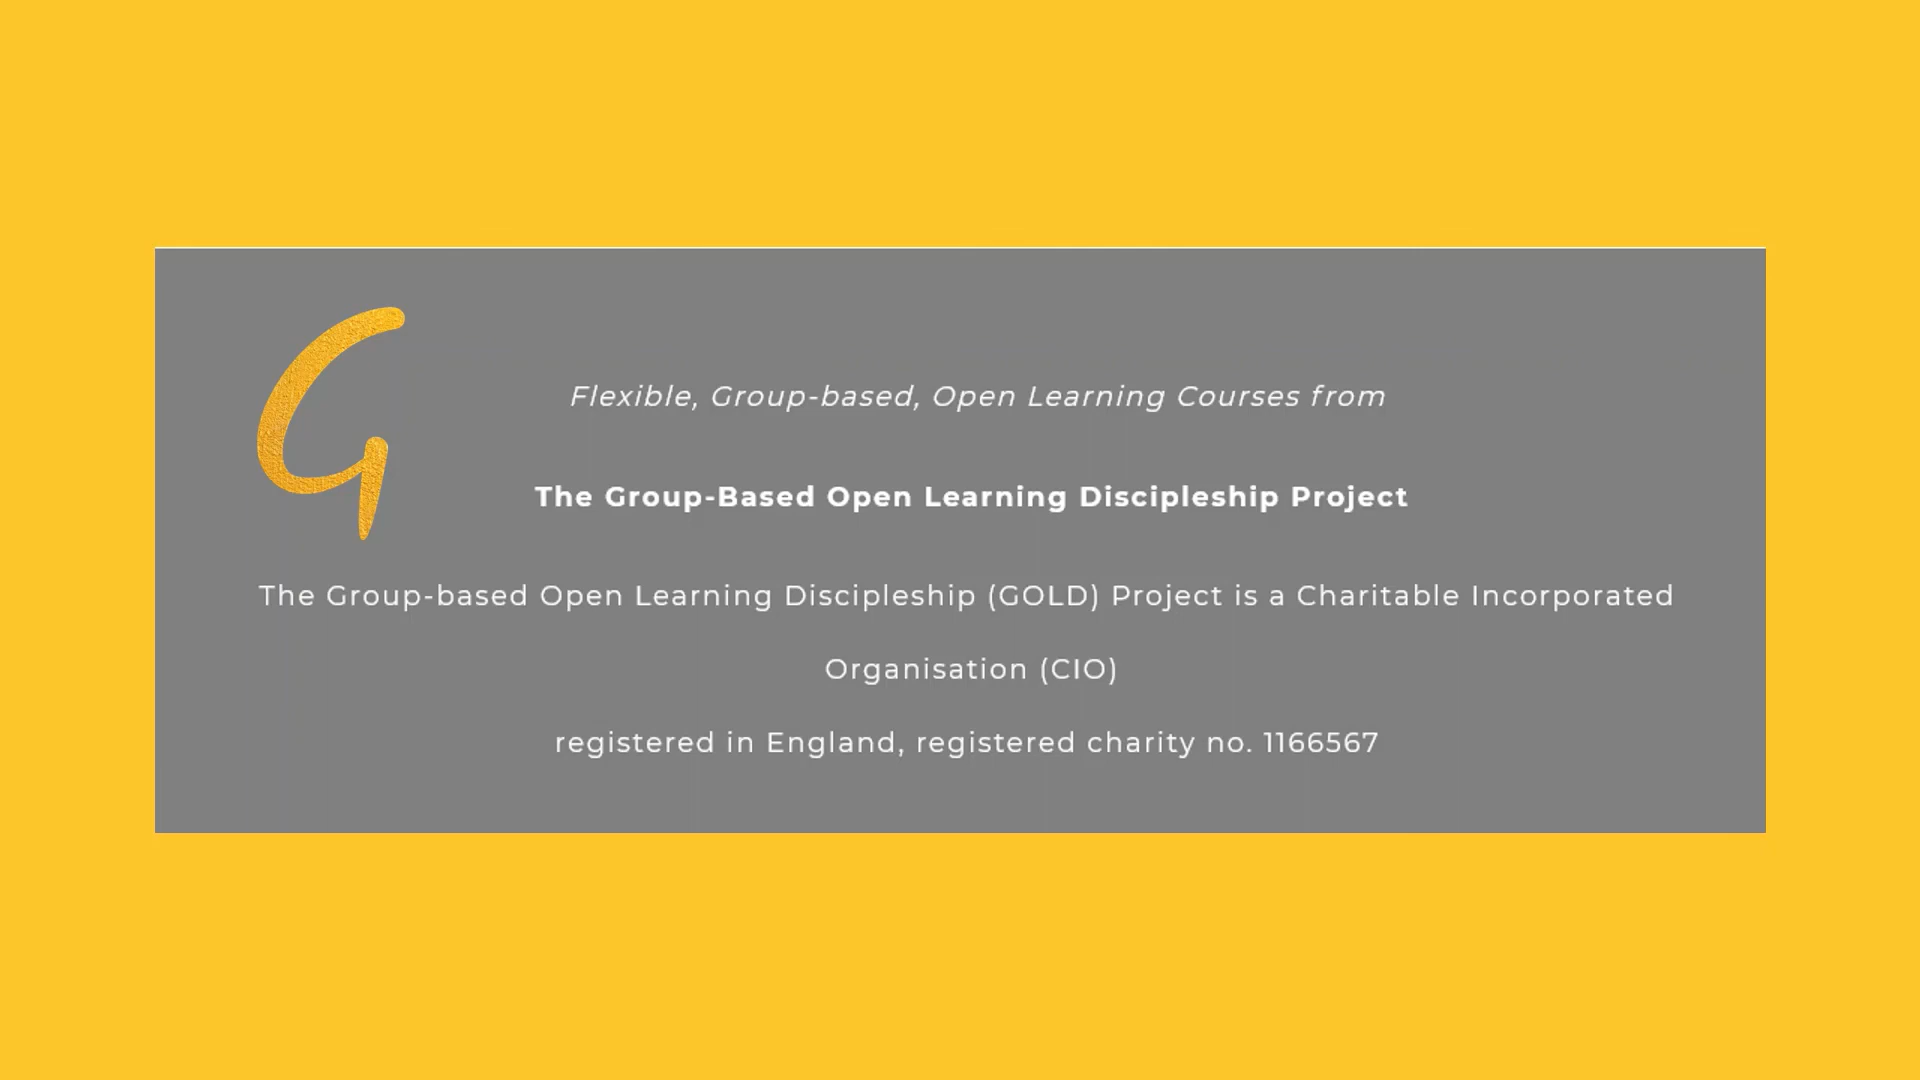 G
Flexible, Group-based, Open Learning Courses from
The Group-Based Open Learning Discipleship Project
The Group-based Open Learning Discipleship (GOLD) Project is a Charitable Incorporated
Organisation (CIO)
registered in England, registered charity no. 1166567